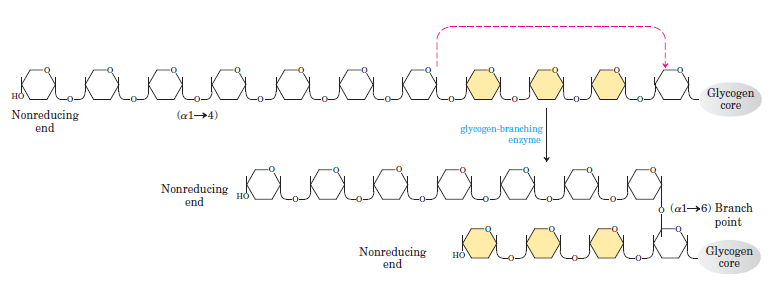 O O O O O O O O O O O
HO O O O O O O O O O O
Glycogen
core
Nonreducing
end
(α1→4)
glycogen-branching
enzyme
O O O O O O O
Nonreducing
end
HO O O O O O O
O (α1→6) Branch
point
O O O O
Nonreducing
end
HO O O O
Glycogen
core